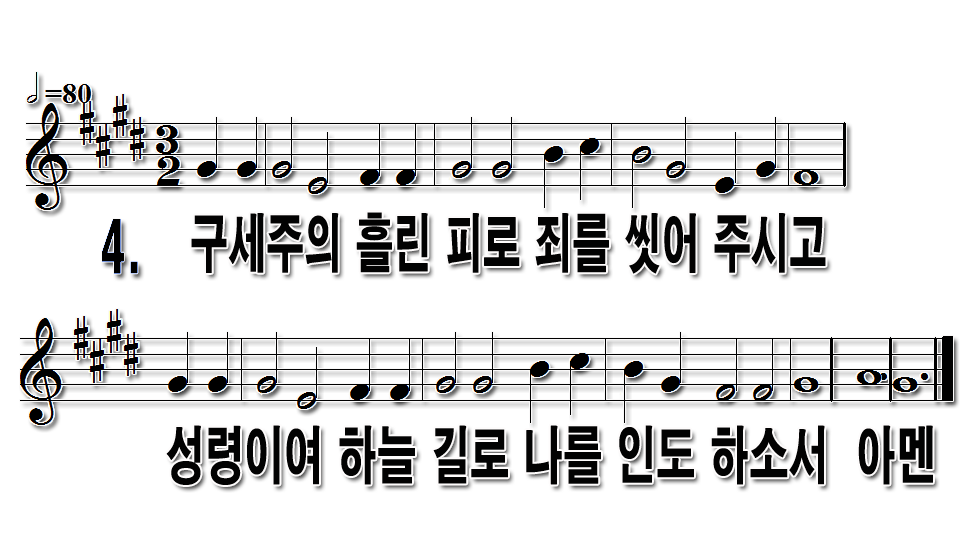 =80
3
2
4. 구세주의 흘린 피로 죄를 씻어 주시고
성령이여 하늘 길로 나를 인도 하소서 아멘